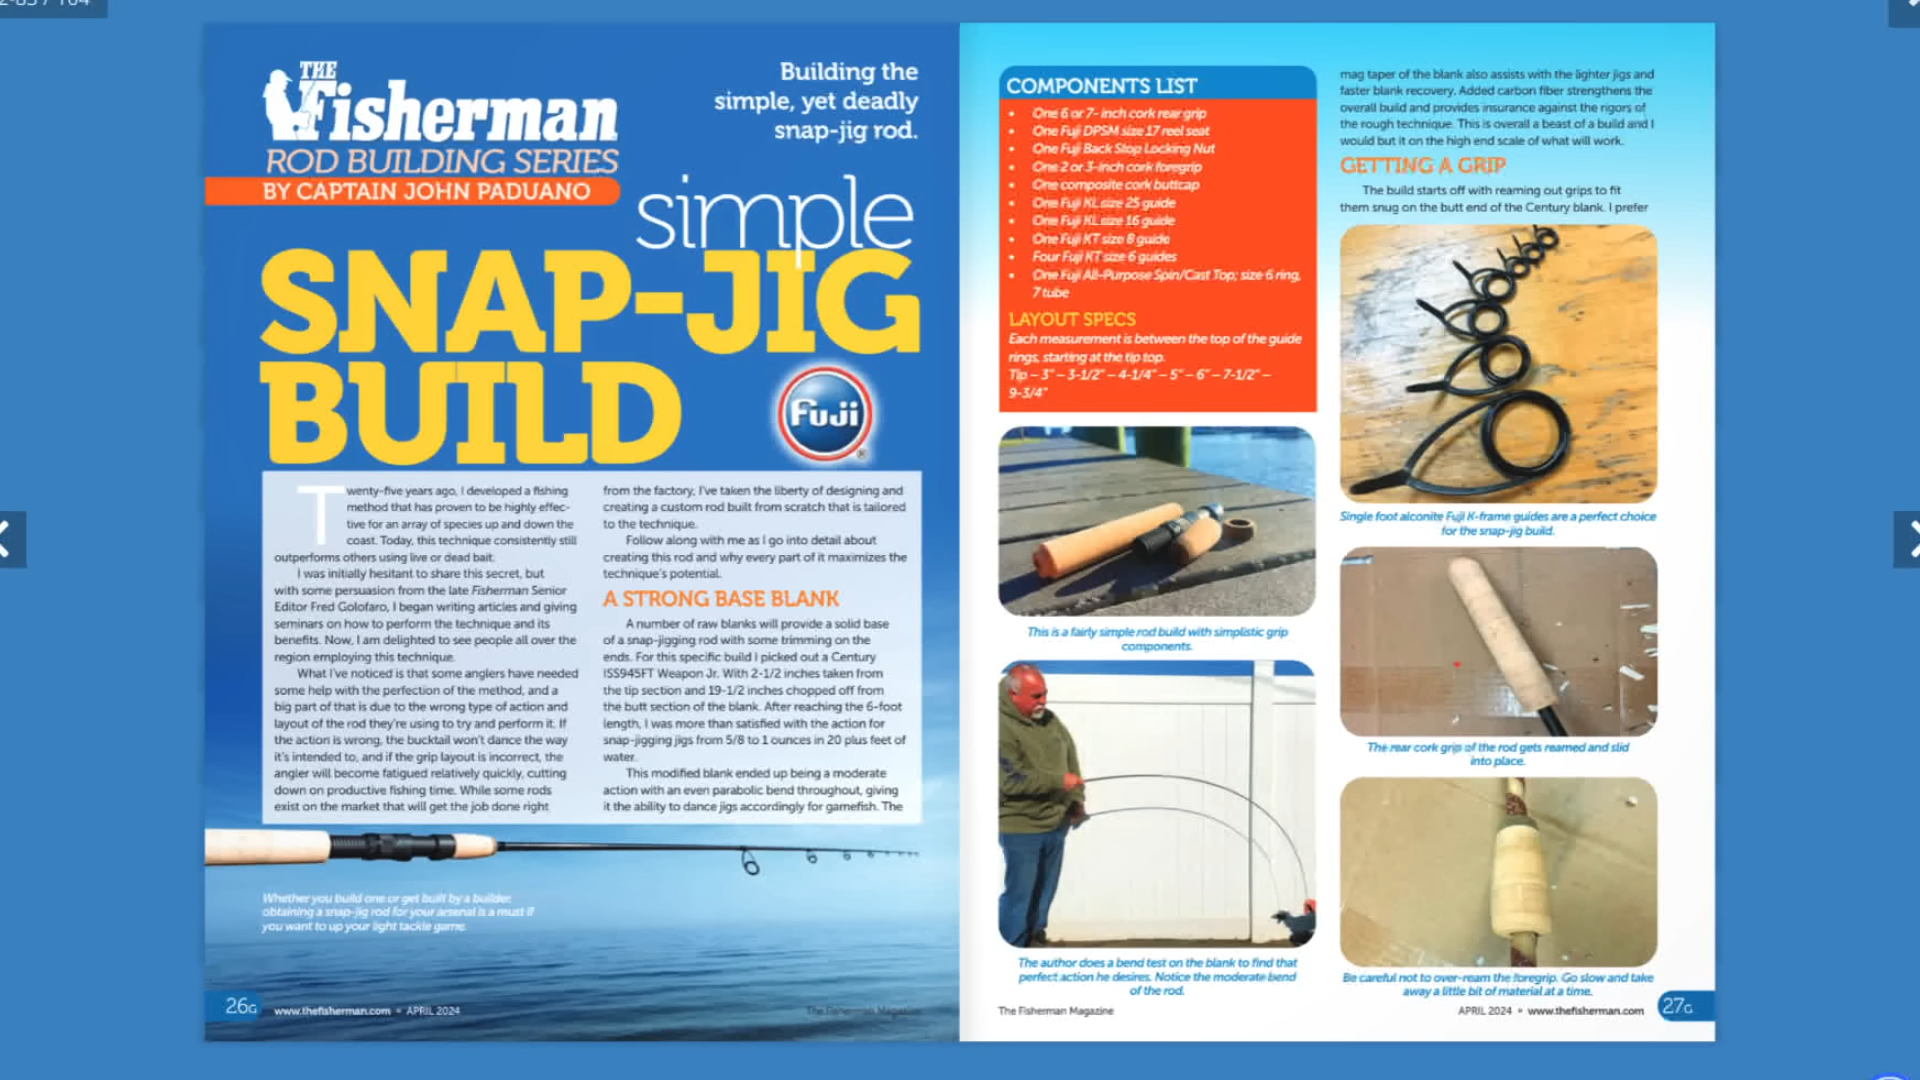 THE
Fisherman
ROD BUILDING SERIES
BY CAPTAIN JOHN PADUANO
Building the
simple, yet deadly
snap-jig rod.
simple
SNAP-JIG
BUILD
Fuji
®
Twenty-five years ago, I developed a fishing
method that has proven to be highly effec-
tive for an array of species up and down the
coast. Today, this technique consistently still
outperforms others using live or dead bait.
I was initially hesitant to share this secret, but
with some persuasion from the late Fisherman Senior
Editor Fred Golofaro, I began writing articles and giving
seminars on how to perform the technique and its
benefits. Now, I am delighted to see people all over the
region employing this technique.
What I've noticed is that some anglers have needed
some help with the perfection of the method, and a
big part of that is due to the wrong type of action and
layout of the rod they're using to try and perform it. If
the action is wrong, the bucktail won't dance the way
it's intended to, and if the grip layout is incorrect, the
angler will become fatigued relatively quickly, cutting
down on productive fishing time. While some rods
exist on the market that will get the job done right
from the factory, I've taken the liberty of designing and
creating a custom rod built from scratch that is tailored
to the technique.
Follow along with me as I go into detail about
creating this rod and why every part of it maximizes the
technique's potential.
A STRONG BASE BLANK
A number of raw blanks will provide a solid base
of a snap-jigging rod with some trimming on the
ends. For this specific build I picked out a Century
ISS945FT Weapon Jr. With 2-1/2 inches taken from
the tip section and 19-1/2 inches chopped off from
the butt section of the blank. After reaching the 6-foot
length, I was more than satisfied with the action for
snap-jigging jigs from 5/8 to 1 ounces in 20 plus feet of
water.
This modified blank ended up being a moderate
action with an even parabolic bend throughout, giving
it the ability to dance jigs accordingly for gamefish. The
Whether you build one or get built by a builder,
obtaining a snap-jig rod for your arsenal is a must if
you want to up your light tackle game.
26G
www.thefisherman.com • APRIL 2024
The Fisherman Magazine
COMPONENTS LIST
• One 6 or 7- inch cork rear grip
• One Fuji DPSM size 17 reel seat
• One Fuji Back Stop Locking Nut
• One 2 or 3-inch cork foregrip
• One composite cork buttcap
• One Fuji KL size 25 guide
• One Fuji KL size 16 guide
• One Fuji KT size 8 guide
• Four Fuji KT size 6 guides
• One Fuji All-Purpose Spin/Cast Top; size 6 ring,
7 tube
LAYOUT SPECS
Each measurement is between the top of the guide
rings, starting at the tip top.
Tip – 3" – 3-1/2" – 4-1/4" – 5" – 6" – 7-1/2" –
9-3/4"
This is a fairly simple rod build with simplistic grip
components.
The author does a bend test on the blank to find that
perfect action he desires. Notice the moderate bend
of the rod.
The Fisherman Magazine
mag taper of the blank also assists with the lighter jigs and
faster blank recovery. Added carbon fiber strengthens the
overall build and provides insurance against the rigors of
the rough technique. This is overall a beast of a build and I
would but it on the high end scale of what will work.
GETTING A GRIP
The build starts off with reaming out grips to fit
them snug on the butt end of the Century blank. I prefer
Single foot alconite Fuji K-frame guides are a perfect choice
for the snap-jig build.
The rear cork grip of the rod gets reamed and slid
into place.
Be careful not to over-ream the foregrip. Go slow and take
away a little bit of material at a time.
APRIL 2024 • www.thefisherman.com
27G